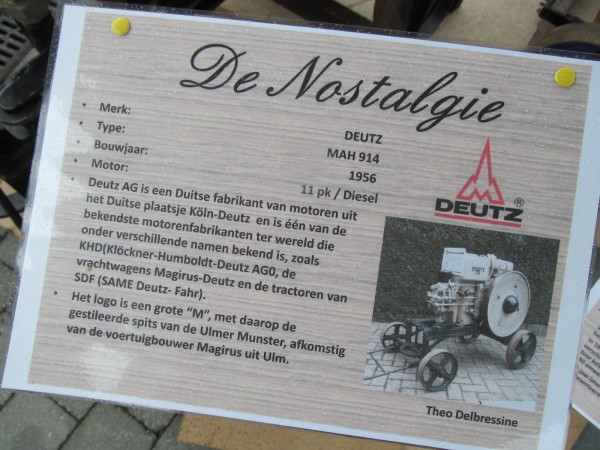 De Nostalgie
• Merk: DEUTZ
• Type: MAH 914
• Bouwjaar: 1956
• Motor: 11 pk / Diesel
• Deutz AG is een Duitse fabrikant van motoren uit
het Duitse plaatsje Köln-Deutz en is één van de
bekendste motorenfabrikanten ter wereld die
onder verschillende namen bekend is, zoals
KHD(Klöckner-Humboldt-Deutz AG0, de
vrachtwagens Magirus-Deutz en de tractoren van
SDF (SAME Deutz- Fahr).
• Het logo is een grote “M”, met daarop de
gestileerde spits van de Ulmer Munster, afkomstig
van de voertuigbouwer Magirus uit Ulm.
DEUTZ ®
Theo Delbressine